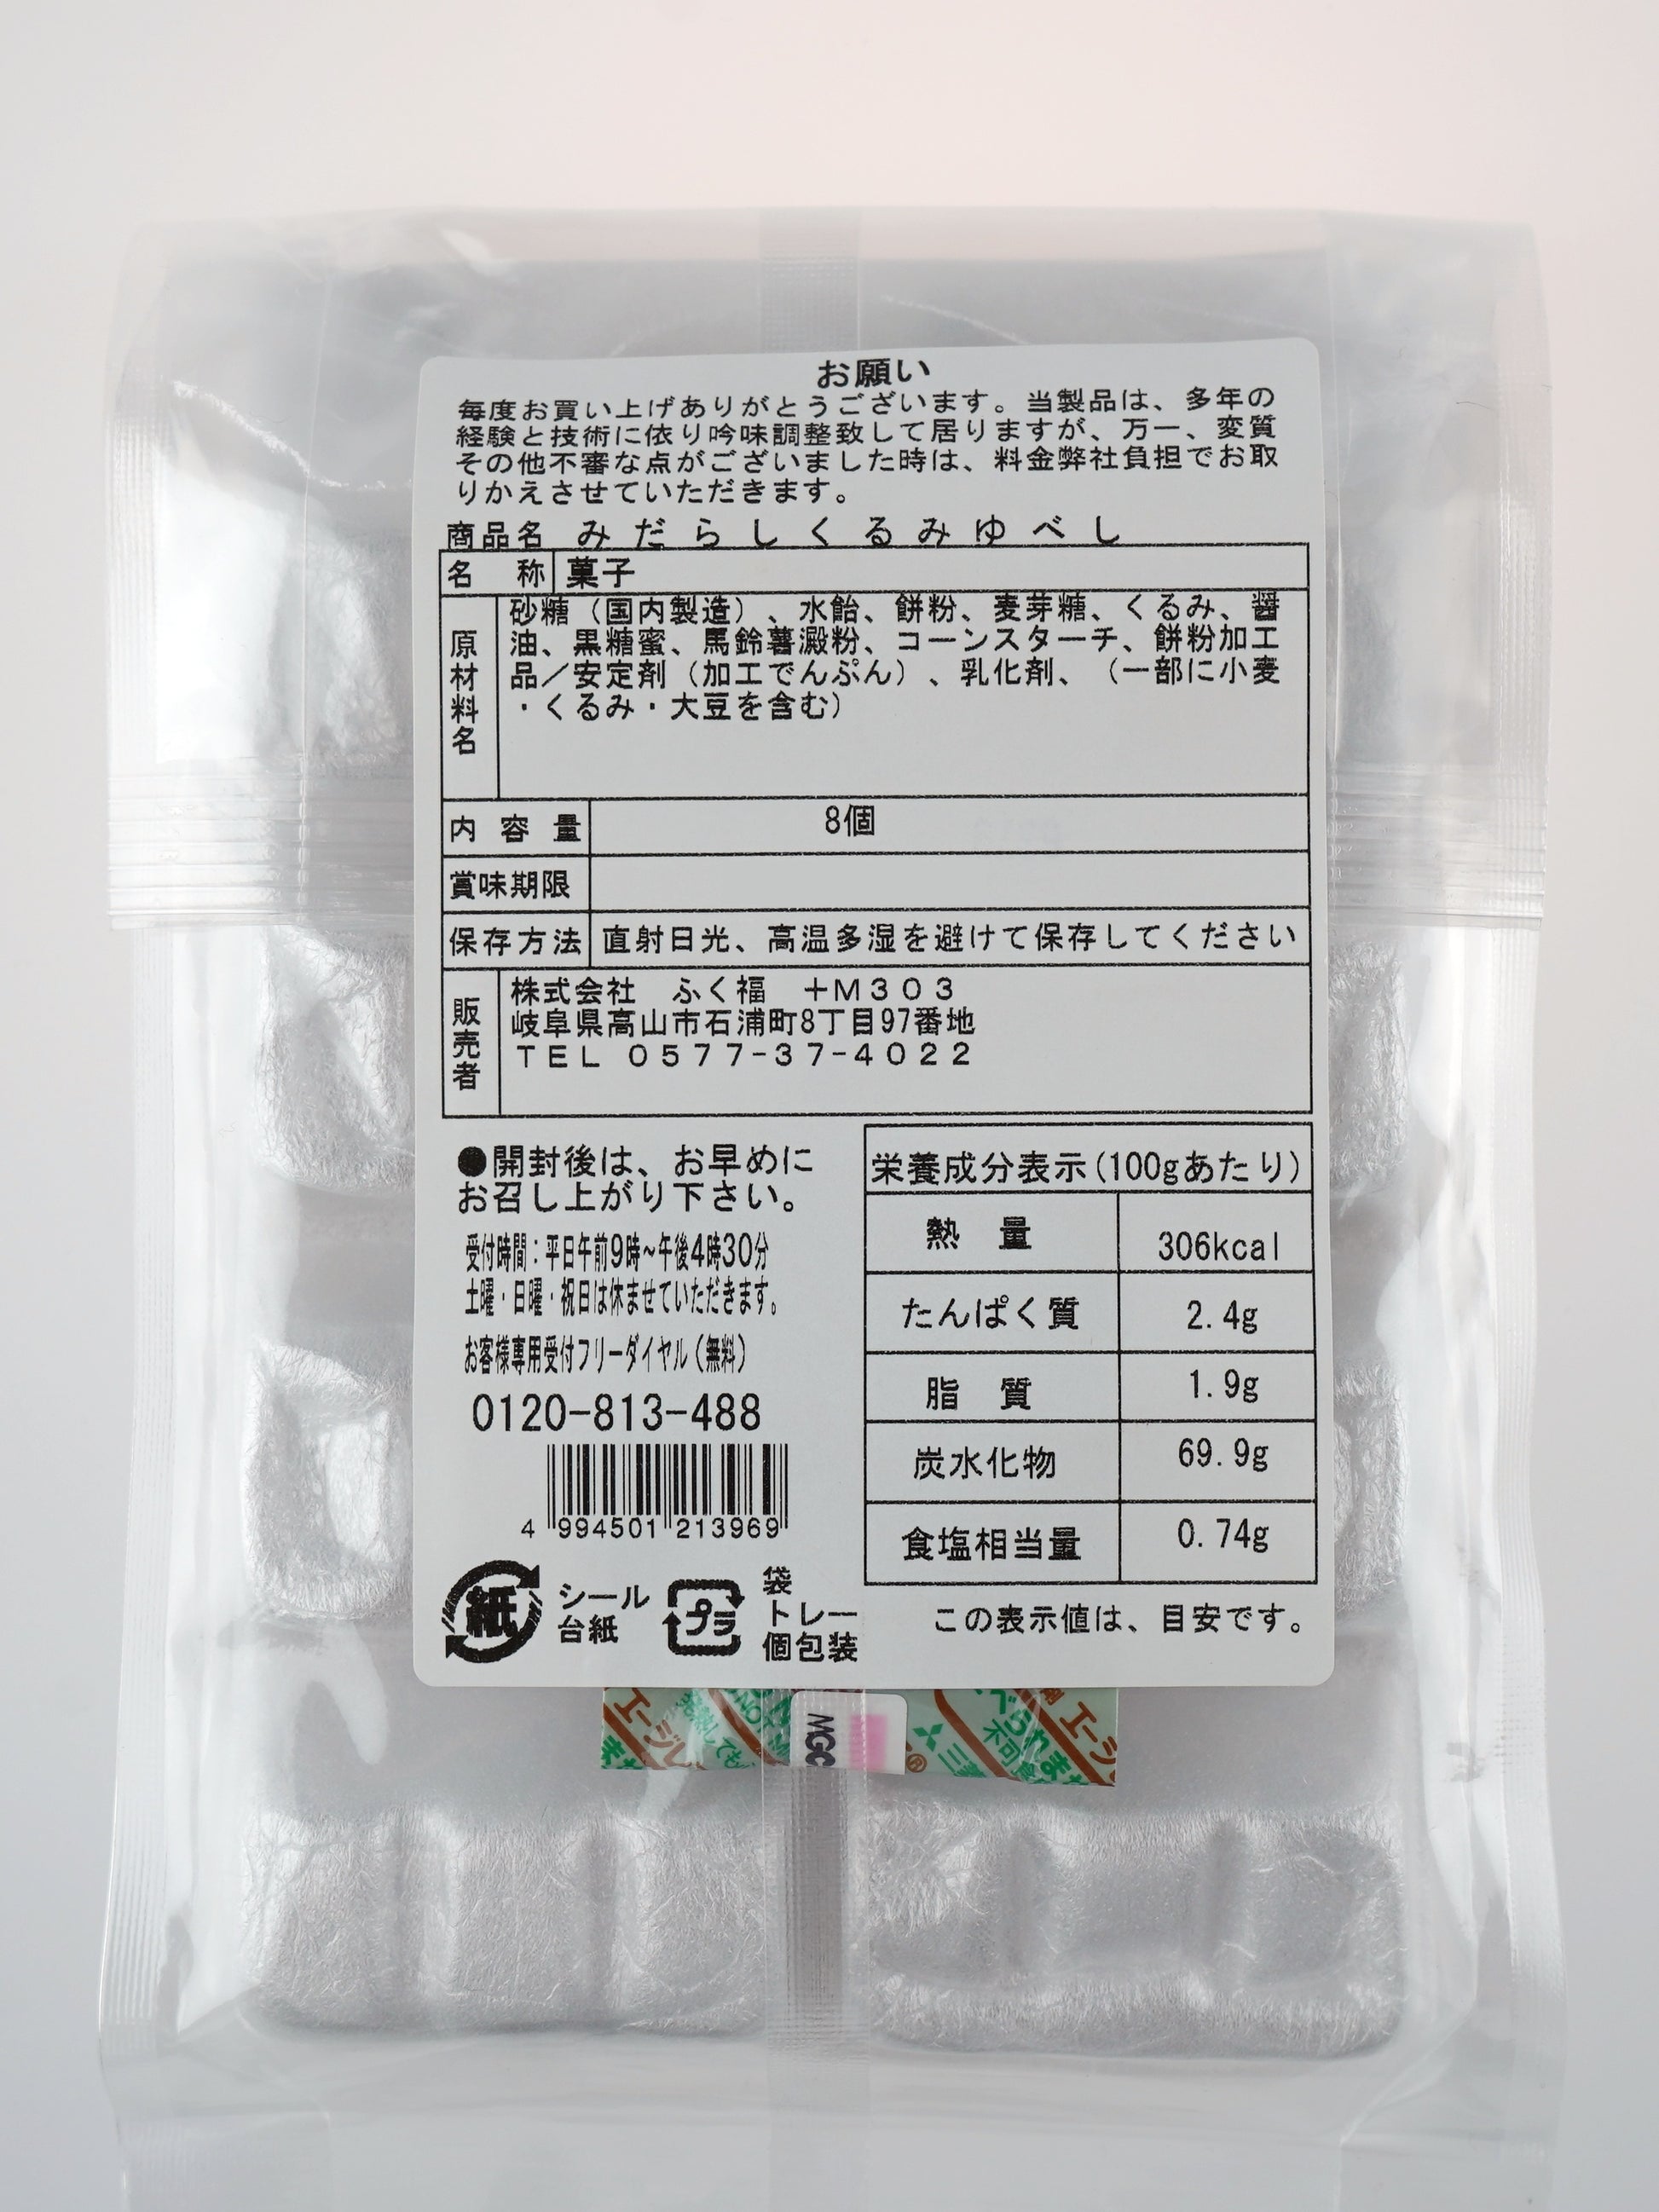 お願い
毎度お買い上げありがとうございます。当製品は、多年の
経験と技術に依り吟味調整致して居りますが、万一、変質
その他不審な点がございました時は、料金弊社負担でお取
りかえさせていただきます。
商品名 みだらしくるみゆべし
名 称 菓子
原材料名
砂糖（国内製造）、水飴、餅粉、麦芽糖、くるみ、醤
油、黒糖蜜、馬鈴薯澱粉、コーンスターチ、餅粉加工
品／安定剤（加工でんぷん）、乳化剤、（一部に小麦
・くるみ・大豆を含む）
内容量 8個
賞味期限
保存方法 直射日光、高温多湿を避けて保存してください
販売者
株式会社 ふく福 +M303
岐阜県高山市石浦町8丁目97番地
TEL 0577-37-4022
●開封後は、お早めに
お召し上がり下さい。
受付時間：平日午前9時~午後4時30分
土曜・日曜・祝日は休ませていただきます。
お客様専用受付フリーダイヤル（無料）
0120-813-488
4 994501 213969
紙
シール
台紙
プラ
袋
トレー
個包装
栄養成分表示(100gあたり)
熱 量 306kcal
たんぱく質 2.4g
脂 質 1.9g
炭水化物 69.9g
食塩相当量 0.74g
この表示値は、目安です。
MGC